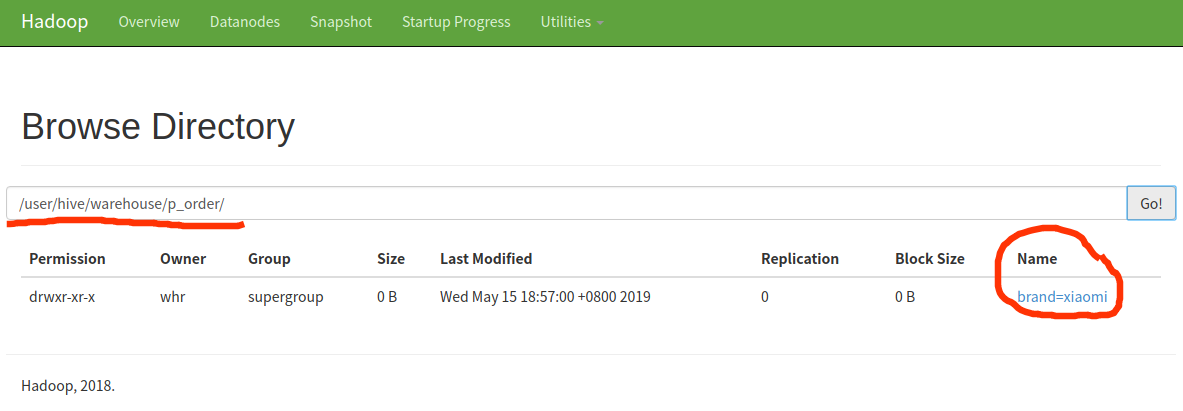 Hadoop Overview Datanodes Snapshot Startup Progress Utilities
Browse Directory
/user/hive/warehouse/p_order/ Go!
Permission Owner Group Size Last Modified Replication Block Size Name
drwxr-xr-x whr supergroup 0 B Wed May 15 18:57:00 +0800 2019 0 0 B brand=xiaomi
Hadoop, 2018.